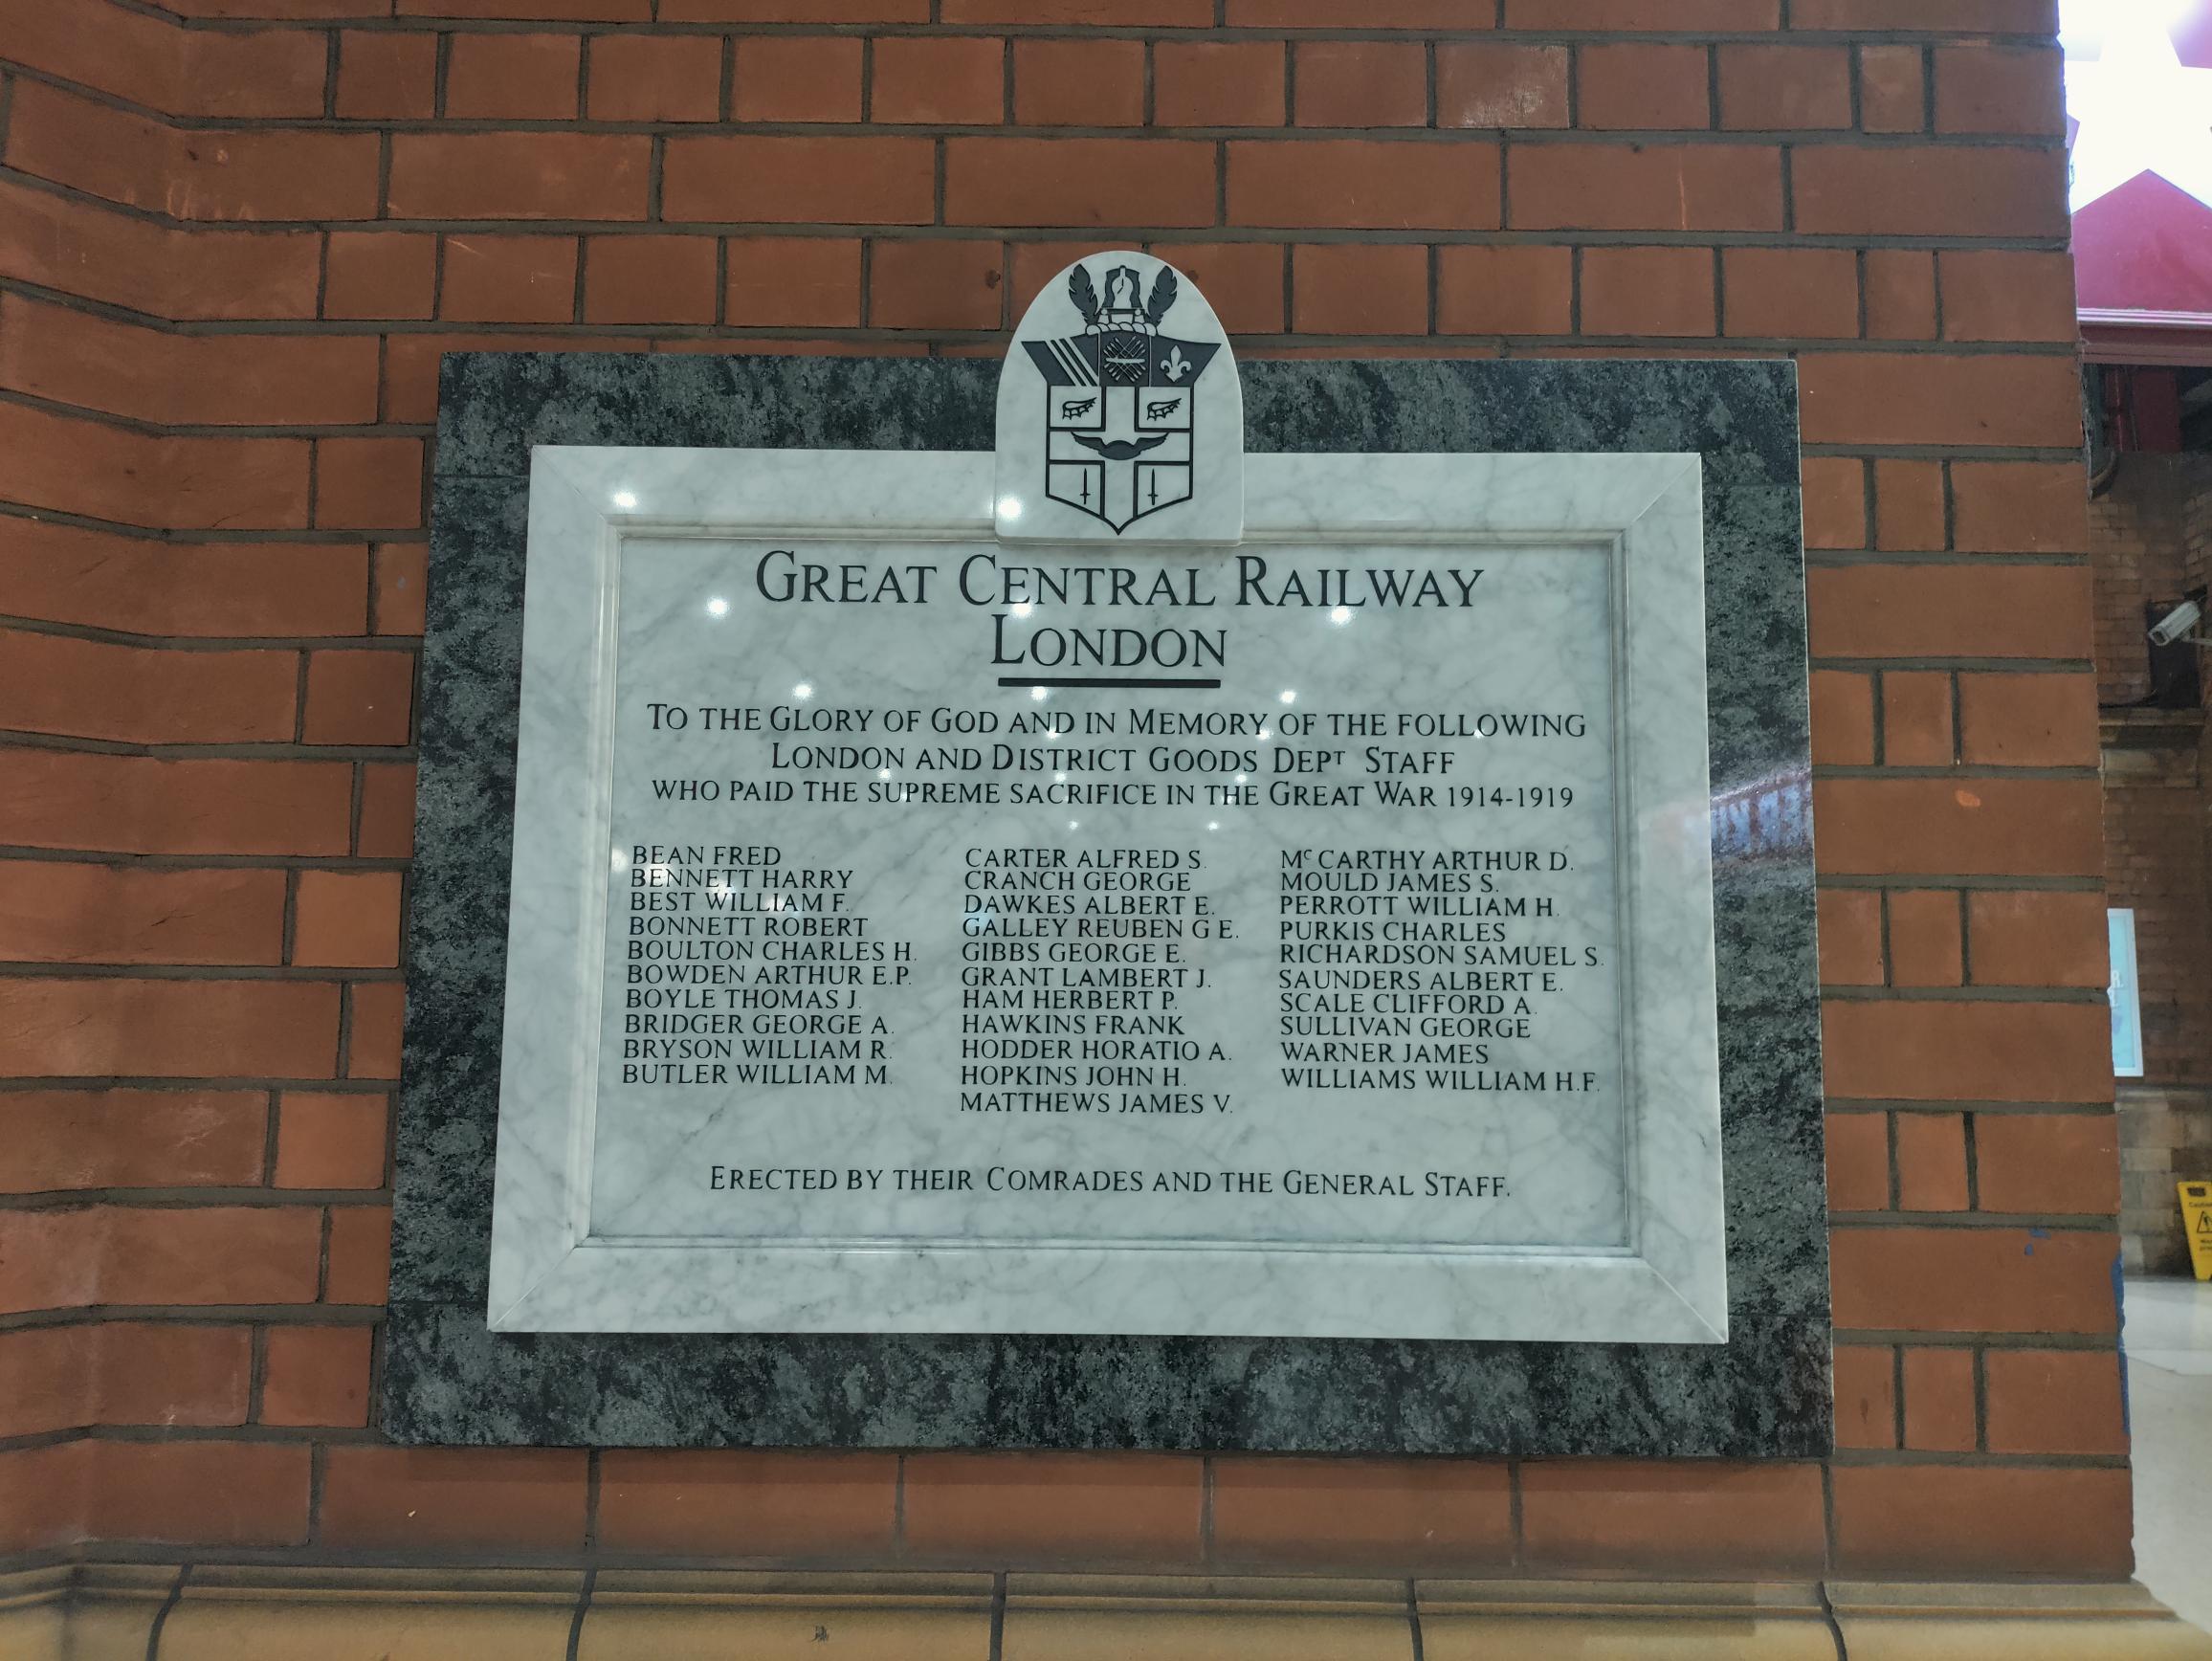 GREAT CENTRAL RAILWAY
LONDON
TO THE GLORY OF GOD AND IN MEMORY OF THE FOLLOWING
LONDON AND DISTRICT GOODS DEPT STAFF
WHO PAID THE SUPREME SACRIFICE IN THE GREAT WAR 1914-1919
BEAN FRED
BENNETT HARRY
BEST WILLIAM F.
BONNETT ROBERT
BOULTON CHARLES H.
BOWDEN ARTHUR E.P.
BOYLE THOMAS J.
BRIDGER GEORGE A.
BRYSON WILLIAM R.
BUTLER WILLIAM M.
CARTER ALFRED S.
CRANCH GEORGE
DAWKES ALBERT E.
GALLEY REUBEN G E.
GIBBS GEORGE E.
GRANT LAMBERT J.
HAM HERBERT P.
HAWKINS FRANK
HODDER HORATIO A.
HOPKINS JOHN H.
MATTHEWS JAMES V.
McCARTHY ARTHUR D.
MOULD JAMES S.
PERROTT WILLIAM H.
PURKIS CHARLES
RICHARDSON SAMUEL S.
SAUNDERS ALBERT E.
SCALE CLIFFORD A.
SULLIVAN GEORGE
WARNER JAMES
WILLIAMS WILLIAM H.F.
ERECTED BY THEIR COMRADES AND THE GENERAL STAFF.